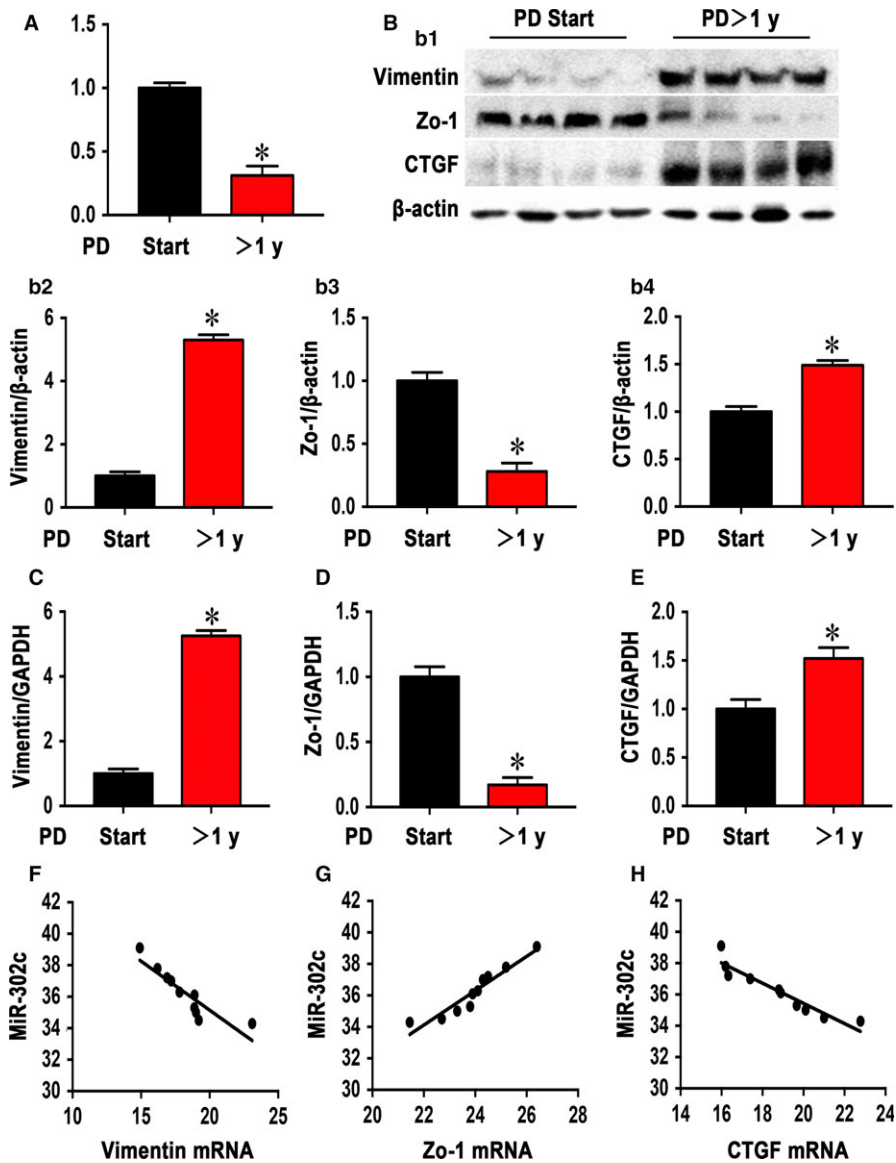 A
1.5
1.0
0.5
0.0
*
PD Start >1 y
B
b1
PD Start PD>1 y
Vimentin
Zo-1
CTGF
β-actin
b2
Vimentin/β-actin
6
4
2
0
*
PD Start >1 y
b3
Zo-1/β-actin
1.5
1.0
0.5
0.0
*
PD Start >1 y
b4
CTGF/β-actin
2.0
1.5
1.0
0.5
0.0
*
PD Start >1 y
C
Vimentin/GAPDH
6
4
2
0
*
PD Start >1 y
D
Zo-1/GAPDH
1.5
1.0
0.5
0.0
*
PD Start >1 y
E
CTGF/GAPDH
2.0
1.5
1.0
0.5
0.0
*
PD Start >1 y
F
MiR-302c
42
40
38
36
34
32
30
10 15 20 25
Vimentin mRNA
G
MiR-302c
42
40
38
36
34
32
30
20 22 24 26 28
Zo-1 mRNA
H
MiR-302c
42
40
38
36
34
32
30
14 16 18 20 22 24
CTGF mRNA